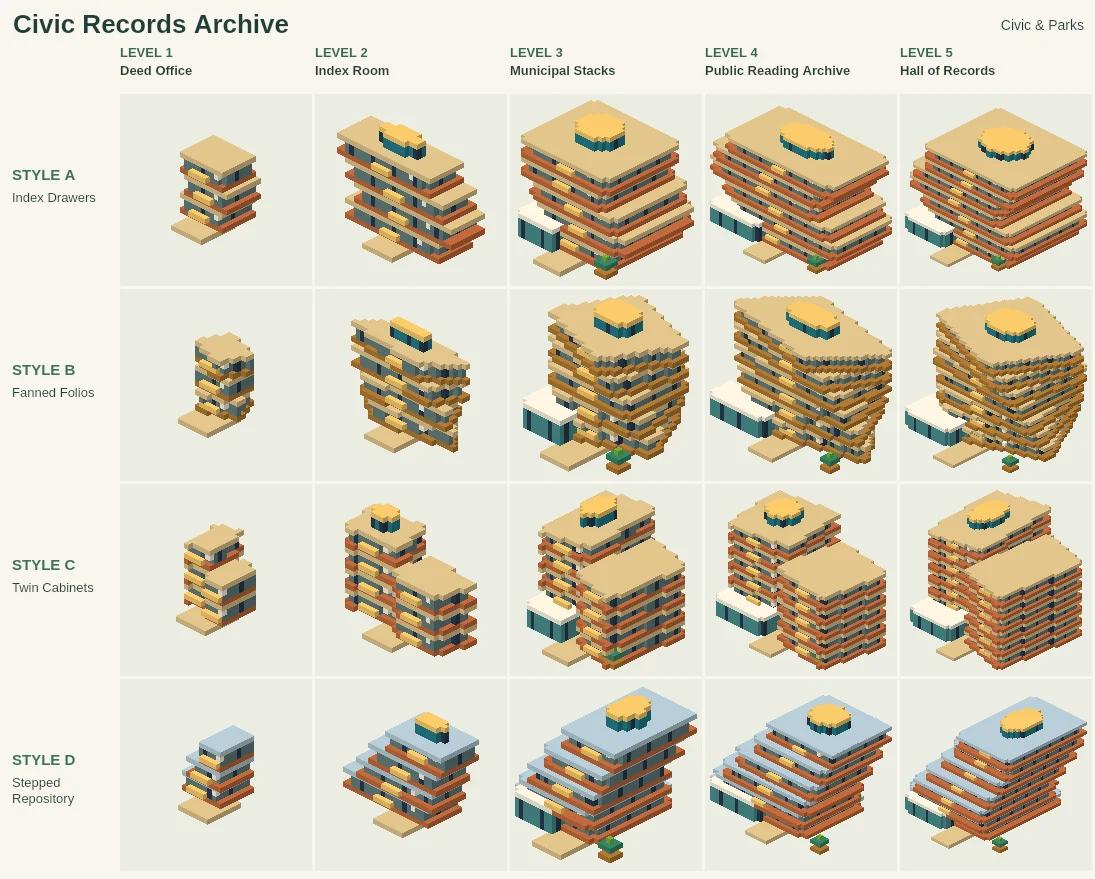 Civic Records Archive
Civic & Parks
LEVEL 1
Deed Office
LEVEL 2
Index Room
LEVEL 3
Municipal Stacks
LEVEL 4
Public Reading Archive
LEVEL 5
Hall of Records
STYLE A
Index Drawers
STYLE B
Fanned Folios
STYLE C
Twin Cabinets
STYLE D
Stepped
Repository